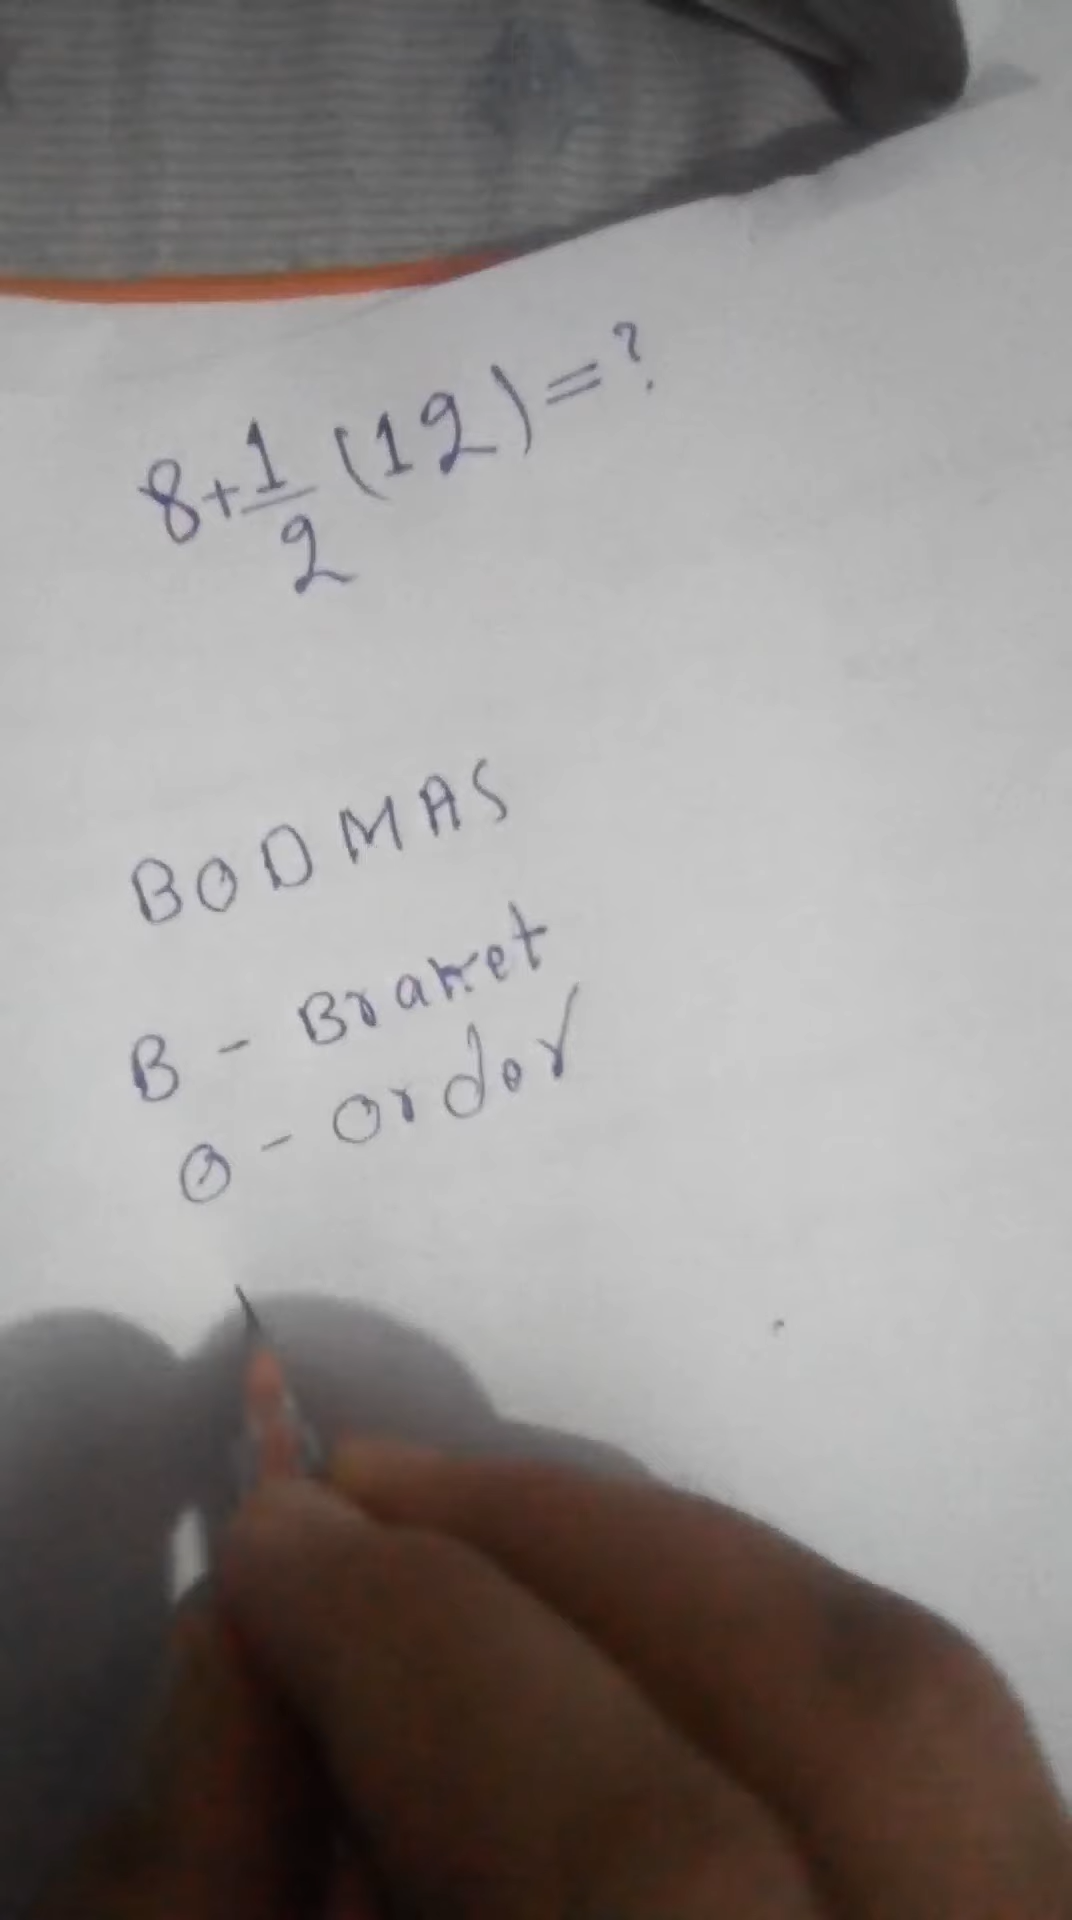 8+1/2 (12)=?
BODMAS
B - Braket
O - Order